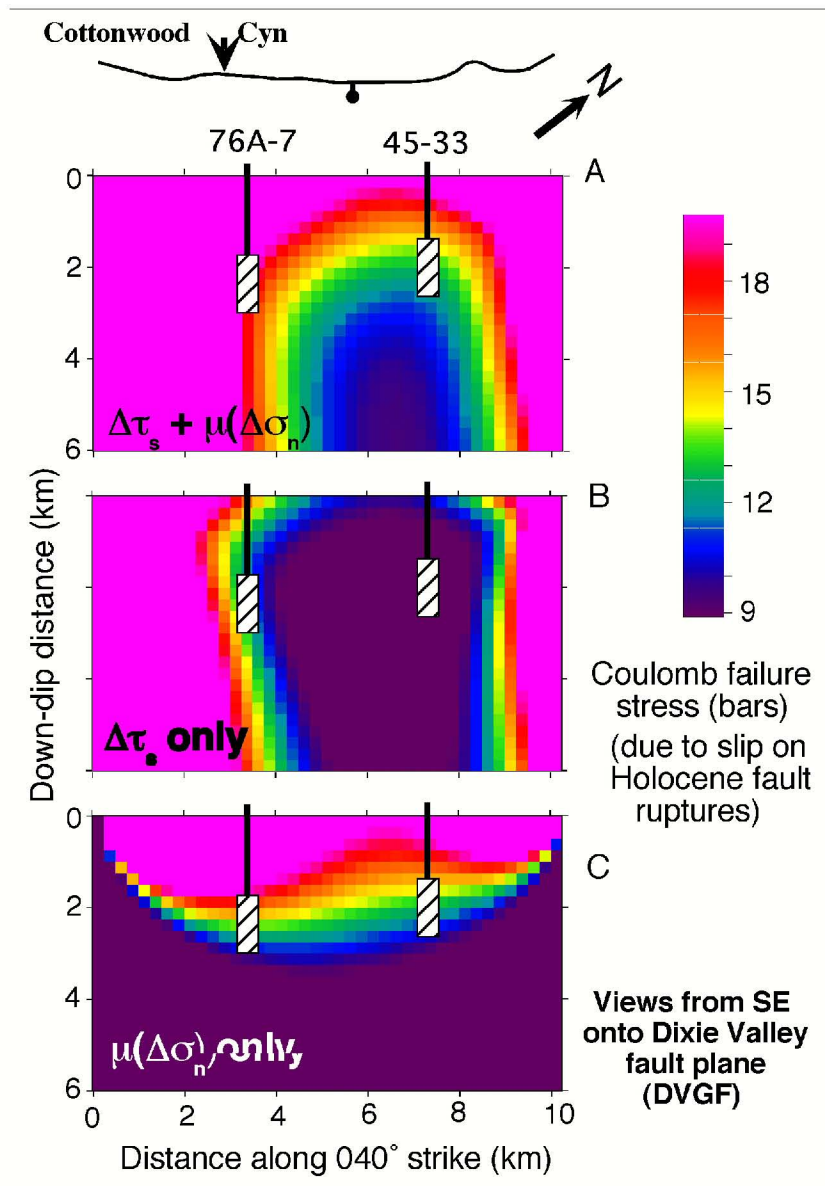 Cottonwood Cyn
N
76A-7 45-33
A
0
2
4
6
Δτs + μ(Δσn)
18
15
12
9
B
Δτs only
Down-dip distance (km)
Coulomb failure
stress (bars)
(due to slip on
Holocene fault
ruptures)
C
0
2
4
6
μ(Δσn) only
Views from SE
onto Dixie Valley
fault plane
(DVGF)
0 2 4 6 8 10
Distance along 040° strike (km)